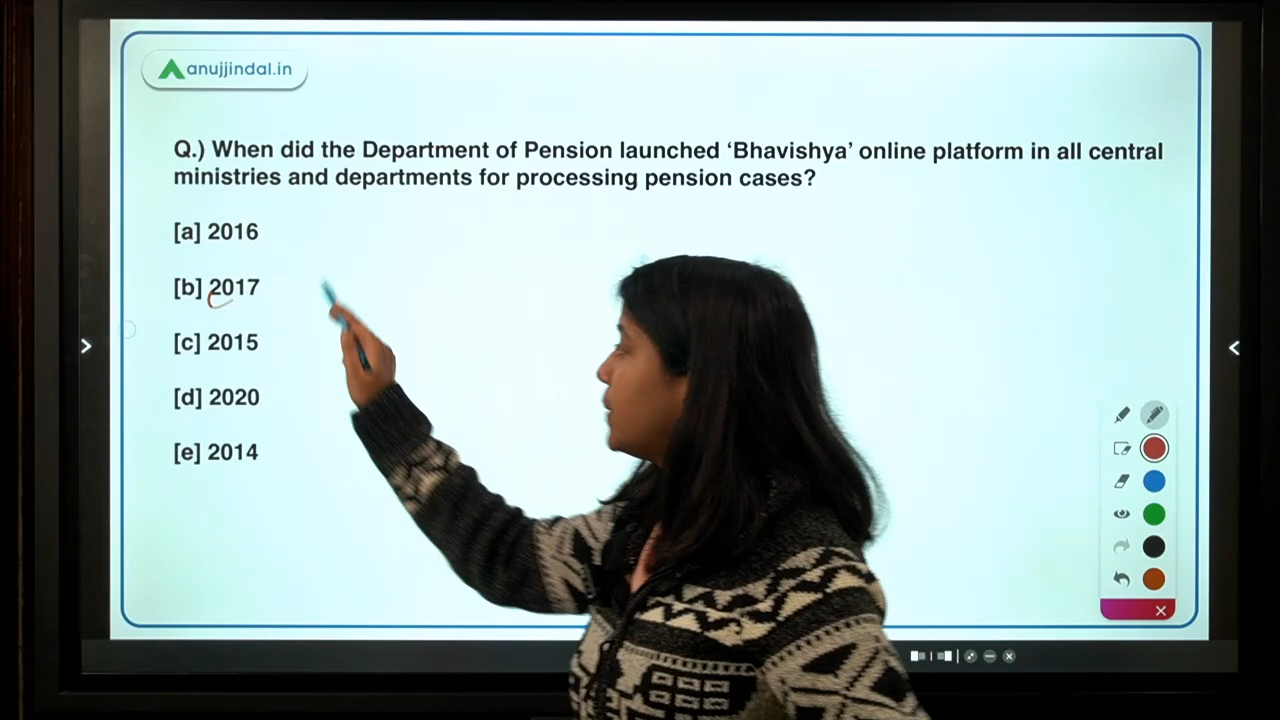 anujjindal.in
Q.) When did the Department of Pension launched ‘Bhavishya’ online platform in all central
ministries and departments for processing pension cases?
[a] 2016
[b] 2017
[c] 2015
[d] 2020
[e] 2014